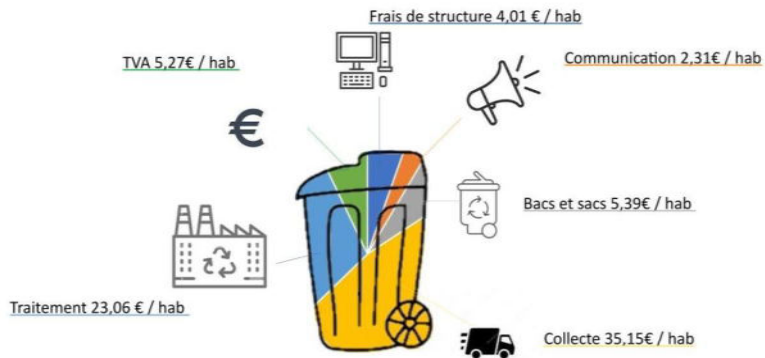 Frais de structure 4,01 € / hab
TVA 5,27€ / hab
Communication 2,31€ / hab
€
Bacs et sacs 5,39€ / hab
Traitement 23,06 € / hab
Collecte 35,15€ / hab